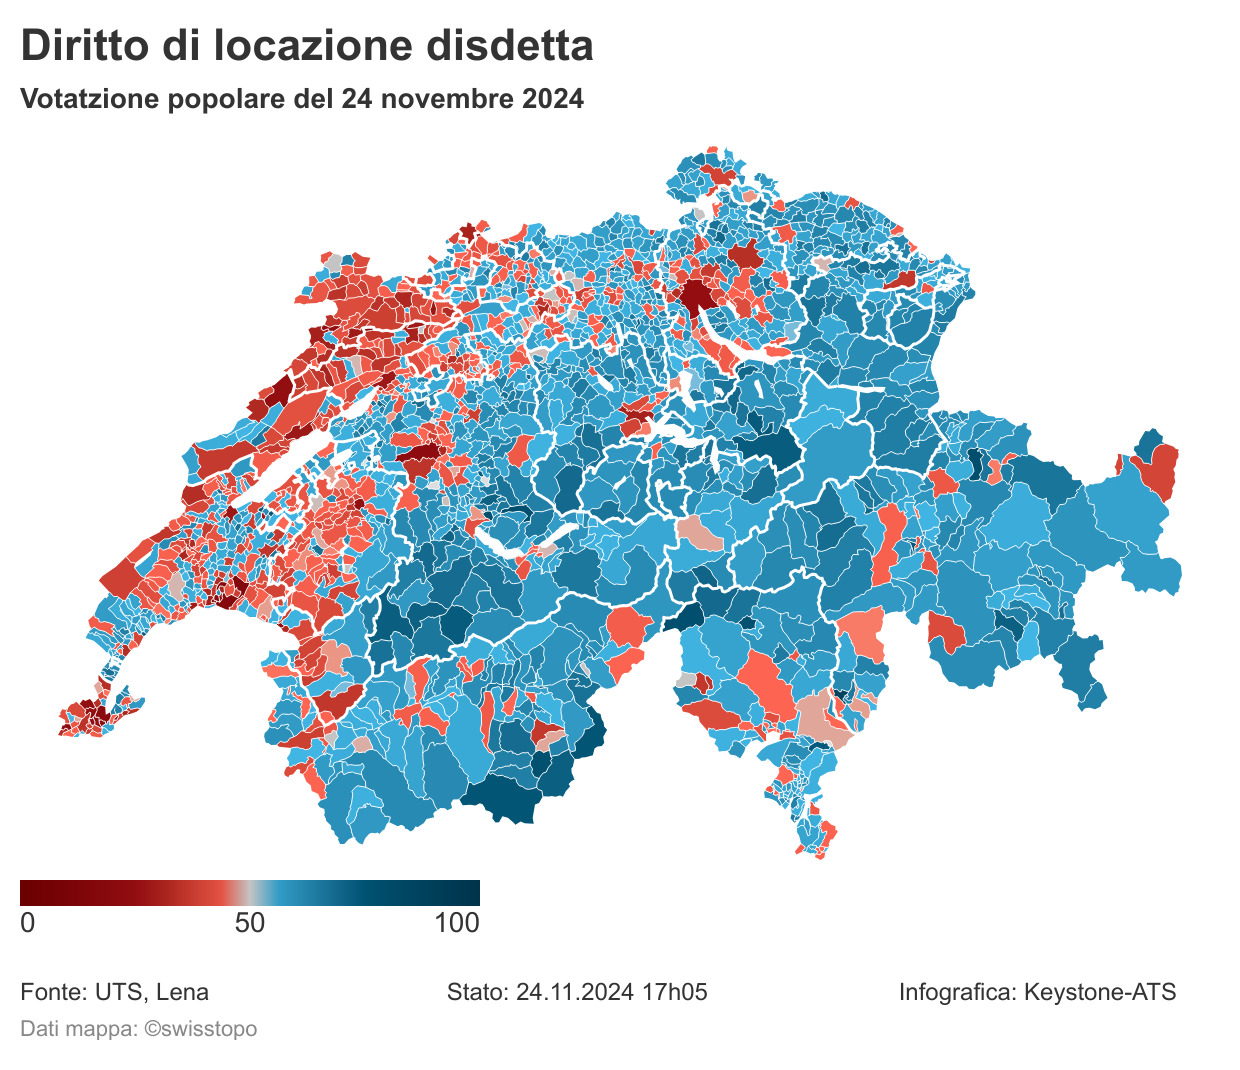 Diritto di locazione disdetta
Votatzione popolare del 24 novembre 2024
0 50 100
Fonte: UTS, Lena Stato: 24.11.2024 17h05 Infografica: Keystone-ATS
Dati mappa: ©swisstopo